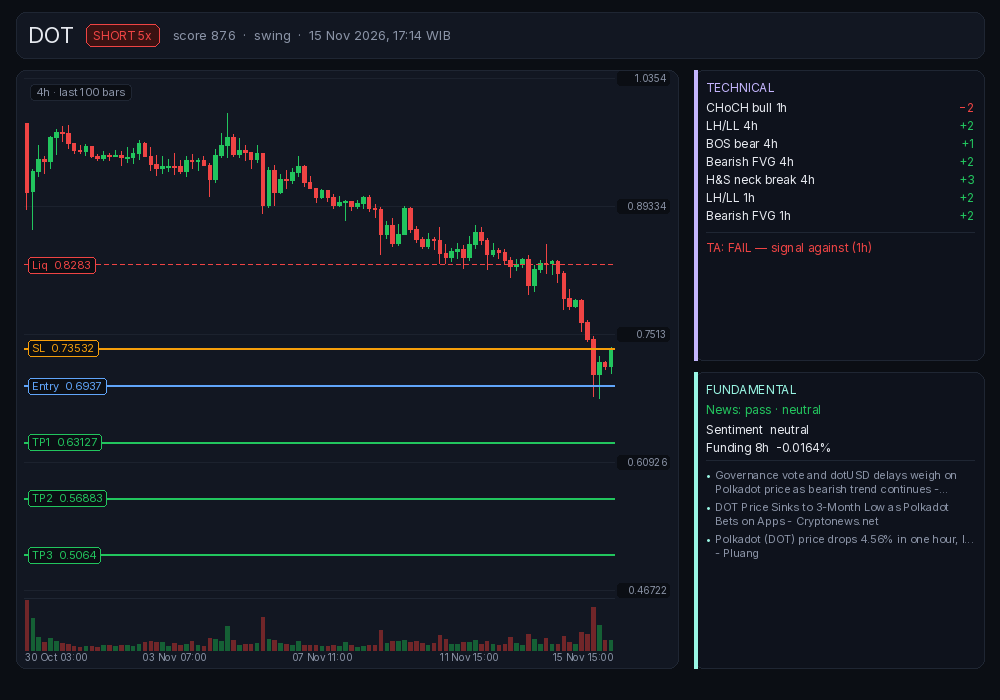 DOT SHORT 5x score 87.6 · swing · 15 Nov 2026, 17:14 WIB
4h · last 100 bars
1.0354
0.89334
Liq 0.8283
0.7513
SL 0.73532
Entry 0.6937
TP1 0.63127
0.60926
TP2 0.56883
TP3 0.5064
0.46722
30 Oct 03:00 03 Nov 07:00 07 Nov 11:00 11 Nov 15:00 15 Nov 15:00
TECHNICAL
CHoCH bull 1h −2
LH/LL 4h +2
BOS bear 4h +1
Bearish FVG 4h +2
H&S neck break 4h +3
LH/LL 1h +2
Bearish FVG 1h +2
TA: FAIL — signal against (1h)
FUNDAMENTAL
News: pass · neutral
Sentiment neutral
Funding 8h -0.0164%
• Governance vote and dotUSD delays weigh on
Polkadot price as bearish trend continues -...
• DOT Price Sinks to 3-Month Low as Polkadot
Bets on Apps - Cryptonews.net
• Polkadot (DOT) price drops 4.56% in one hour, l...
- Pluang